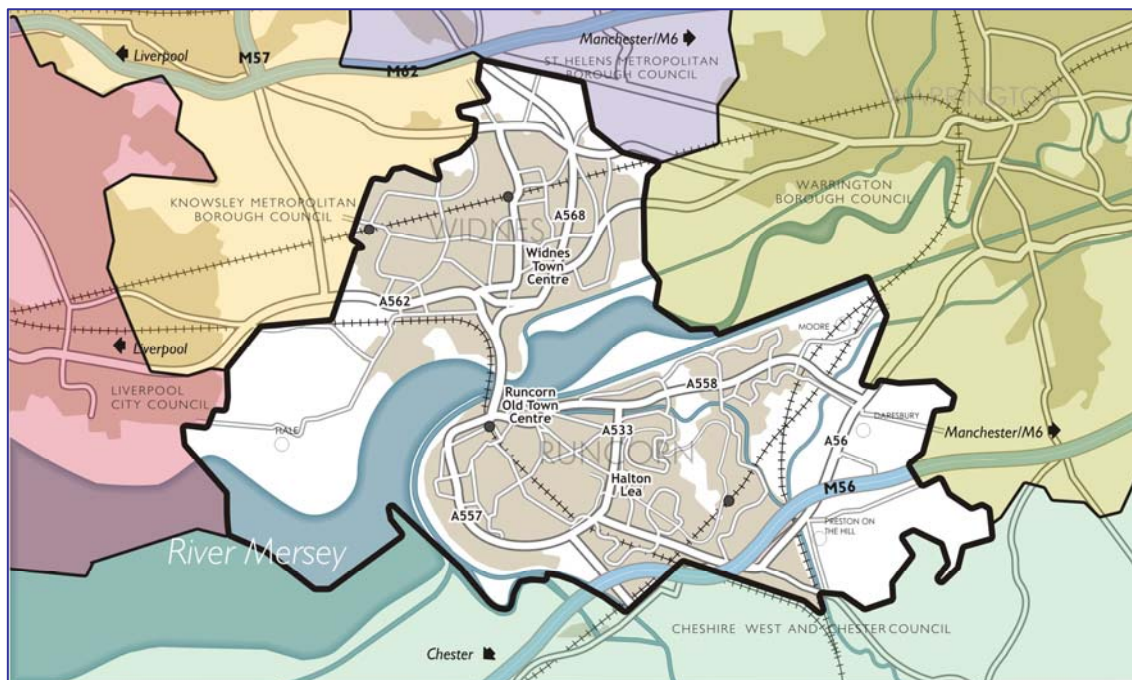 Liverpool
M57
M62
Manchester/M6
ST HELENS METROPOLITAN
BOROUGH COUNCIL
WARRINGTON
KNOWSLEY METROPOLITAN
BOROUGH COUNCIL
WARRINGTON
BOROUGH COUNCIL
WIDNES
A568
Widnes
Town
Centre
A562
Liverpool
LIVERPOOL
CITY COUNCIL
MOORE
A558
Runcorn
Old Town
Centre
HALE
A533
DARESBURY
A56
Manchester/M6
RUNCORN
Halton
Lea
M56
A557
PRESTON ON
THE HILL
River Mersey
CHESHIRE WEST AND CHESTER COUNCIL
Chester